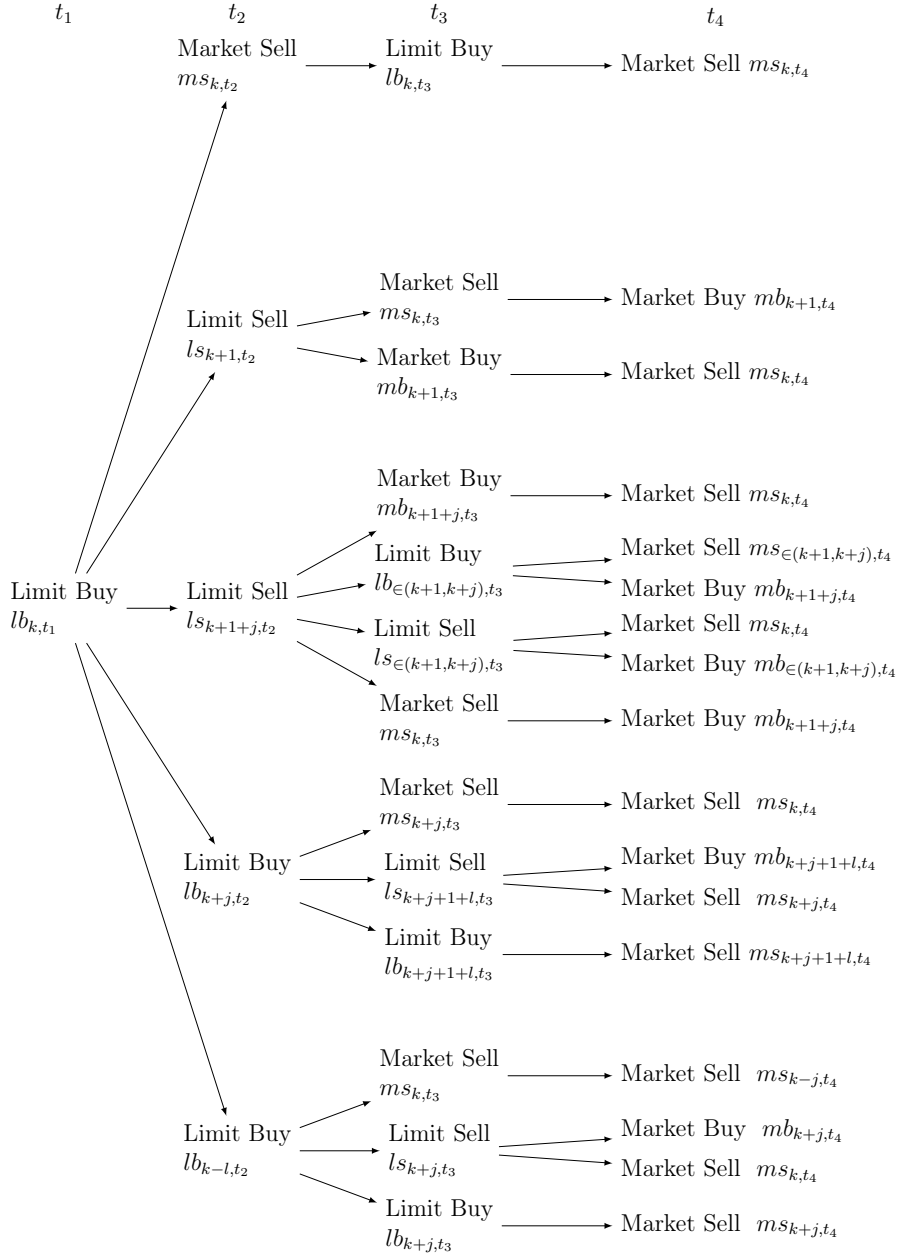 t₁ t₂ t₃ t₄
Market Sell
ms_{k,t₂}
Limit Buy
lb_{k,t₃}
Market Sell ms_{k,t₄}
Limit Sell
ls_{k+1,t₂}
Market Sell
ms_{k,t₃}
Market Buy mb_{k+1,t₄}
Market Buy
mb_{k+1,t₃}
Market Sell ms_{k,t₄}
Limit Buy
lb_{k,t₁}
Limit Sell
ls_{k+1+j,t₂}
Market Buy
mb_{k+1+j,t₃}
Market Sell ms_{k,t₄}
Limit Buy
lb_{∈(k+1,k+j),t₃}
Market Sell ms_{∈(k+1,k+j),t₄}
Market Buy mb_{k+1+j,t₄}
Limit Sell
ls_{∈(k+1,k+j),t₃}
Market Sell ms_{k,t₄}
Market Buy mb_{∈(k+1,k+j),t₄}
Market Sell
ms_{k,t₃}
Market Buy mb_{k+1+j,t₄}
Limit Buy
lb_{k+j,t₂}
Market Sell
ms_{k+j,t₃}
Market Sell ms_{k,t₄}
Limit Sell
ls_{k+j+1+l,t₃}
Market Buy mb_{k+j+1+l,t₄}
Market Sell ms_{k+j,t₄}
Limit Buy
lb_{k+j+1+l,t₃}
Market Sell ms_{k+j+1+l,t₄}
Limit Buy
lb_{k−l,t₂}
Market Sell
ms_{k,t₃}
Market Sell ms_{k−j,t₄}
Limit Sell
ls_{k+j,t₃}
Market Buy mb_{k+j,t₄}
Market Sell ms_{k,t₄}
Limit Buy
lb_{k+j,t₃}
Market Sell ms_{k+j,t₄}